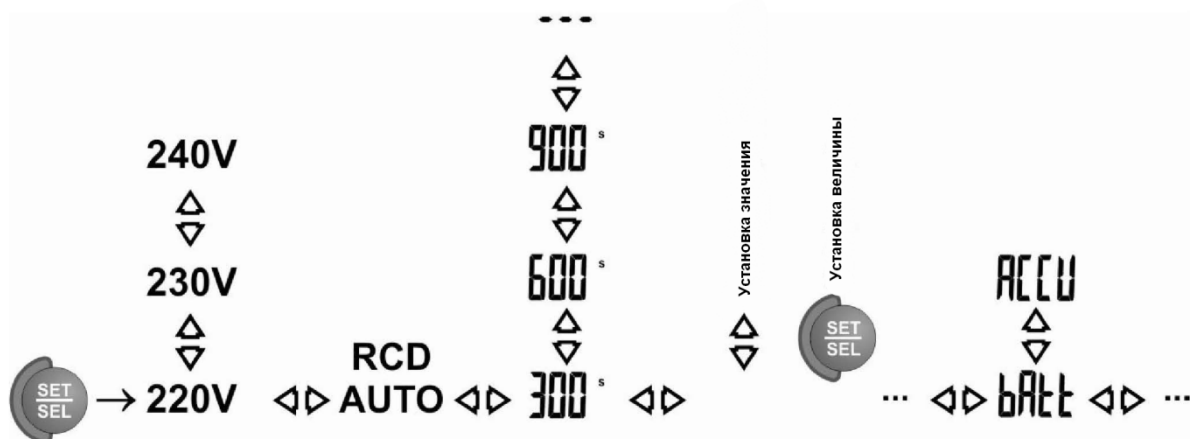 ---
900 s
240V
Установка значения
Установка величины
600 s
230V
ACCU
SET
SEL
RCD
SET
SEL
220V
AUTO
300 s
...
bAtt
...